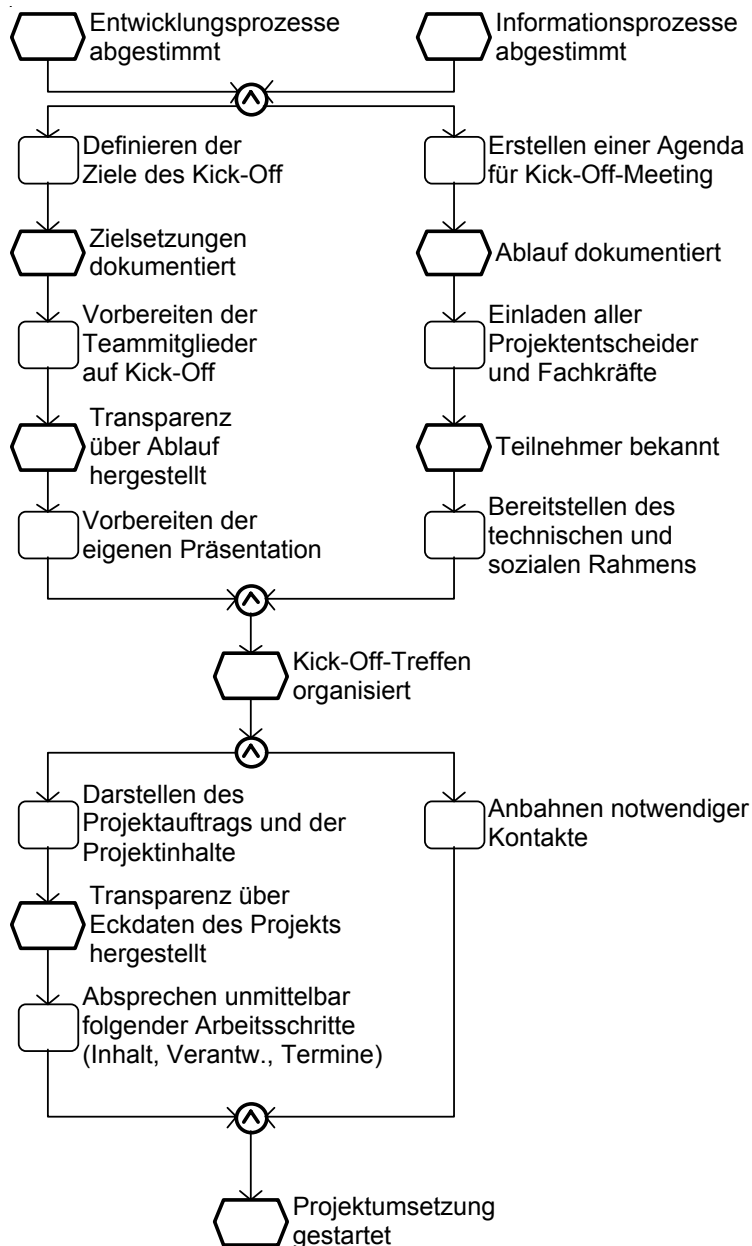 Entwicklungsprozesse
abgestimmt
Informationsprozesse
abgestimmt
Definieren der
Ziele des Kick-Off
Erstellen einer Agenda
für Kick-Off-Meeting
Zielsetzungen
dokumentiert
Ablauf dokumentiert
Vorbereiten der
Teammitglieder
auf Kick-Off
Einladen aller
Projektentscheider
und Fachkräfte
Transparenz
über Ablauf
hergestellt
Teilnehmer bekannt
Vorbereiten der
eigenen Präsentation
Bereitstellen des
technischen und
sozialen Rahmens
Kick-Off-Treffen
organisiert
Darstellen des
Projektauftrags und der
Projektinhalte
Anbahnen notwendiger
Kontakte
Transparenz über
Eckdaten des Projekts
hergestellt
Absprechen unmittelbar
folgender Arbeitsschritte
(Inhalt, Verantw., Termine)
Projektumsetzung
gestartet